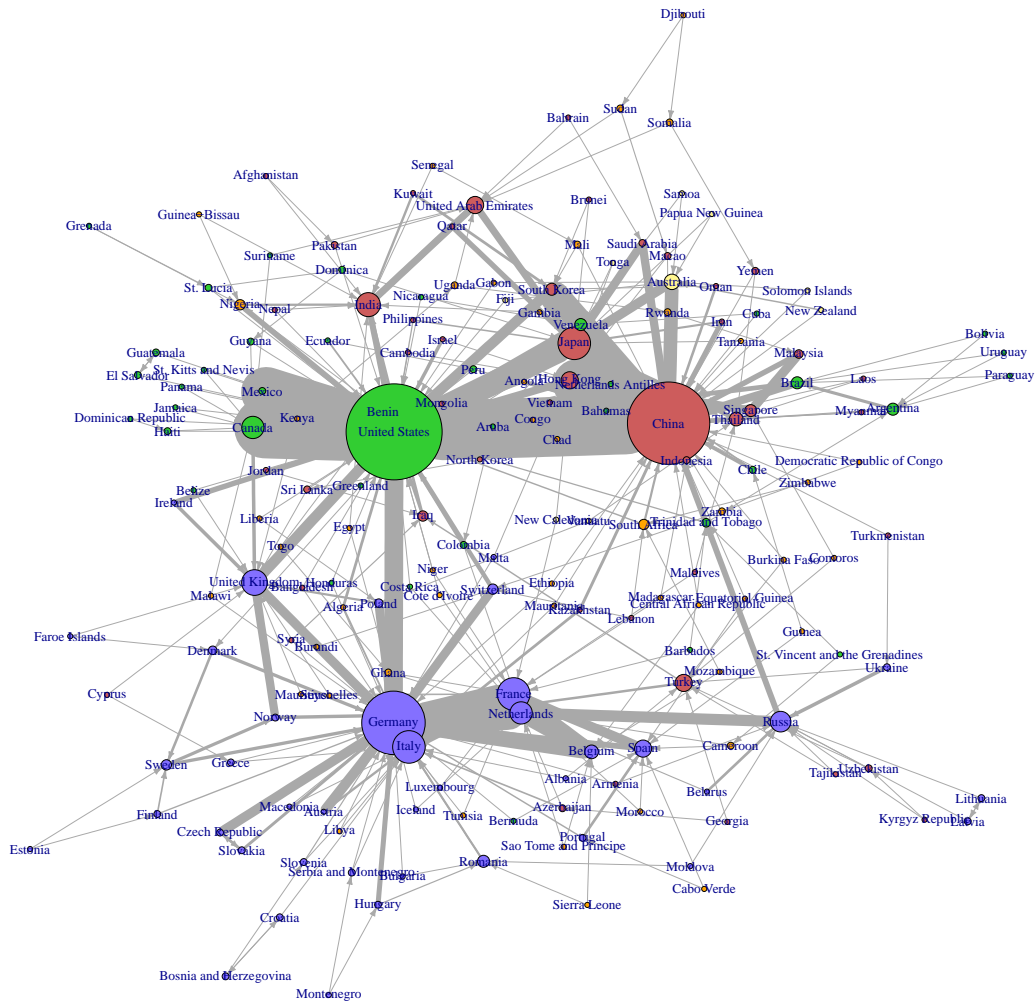 Djibouti
Sudan
Bahrain
Somalia
Senegal
Afghanistan
Kuwait
Samoa
Brunei
United Arab Emirates
Guinea-Bissau
Papua New Guinea
Grenada
Qatar
Pakistan
Mali
Saudi Arabia
Suriname
Macao
Tonga
Dominica
Yemen
Uganda
Gabon
Australia
Oman
St. Lucia
South Korea
Solomon Islands
Nicaragua
Fiji
Nigeria
Nepal
India
Gambia
Rwanda
Cuba
New Zealand
Philippines
Venezuela
Iran
Guyana
Ecuador
Israel
Japan
Tanzania
Bolivia
Guatemala
Cambodia
Malaysia
Uruguay
St. Kitts and Nevis
Peru
El Salvador
Hong Kong
Paraguay
Panama
Angola
Netherlands Antilles
Brazil
Laos
Mexico
Mongolia
Vietnam
Jamaica
Benin
Bahamas
Singapore
Myanmar
Argentina
Dominican Republic
Kenya
Congo
Thailand
Haiti
Canada
United States
Aruba
China
Chad
North Korea
Indonesia
Democratic Republic of Congo
Jordan
Chile
Belize
Sri Lanka
Greenland
Zimbabwe
Ireland
Liberia
Iraq
Zambia
New Caledonia
Vanuatu
South Africa
Trinidad and Tobago
Egypt
Turkmenistan
Togo
Colombia
Malta
Burkina Faso
Comoros
Niger
Maldives
United Kingdom
Honduras
Bangladesh
Costa Rica
Switzerland
Ethiopia
Malawi
Cote d'Ivoire
Madagascar
Equatorial Guinea
Algeria
Poland
Mauritania
Kazakhstan
Central African Republic
Lebanon
Faroe Islands
Syria
Guinea
Denmark
Burundi
Barbados
St. Vincent and the Grenadines
Ghana
Mozambique
Ukraine
Turkey
Cyprus
Mauritius
Seychelles
France
Norway
Germany
Netherlands
Russia
Italy
Belgium
Spain
Cameroon
Sweden
Greece
Uzbekistan
Albania
Tajikistan
Luxembourg
Armenia
Belarus
Lithuania
Macedonia
Austria
Iceland
Azerbaijan
Morocco
Finland
Tunisia
Bermuda
Georgia
Kyrgyz Republic
Latvia
Czech Republic
Libya
Portugal
Estonia
Slovakia
Sao Tome and Principe
Slovenia
Romania
Moldova
Serbia and Montenegro
Bulgaria
Cabo Verde
Hungary
Sierra Leone
Croatia
Bosnia and Herzegovina
Montenegro